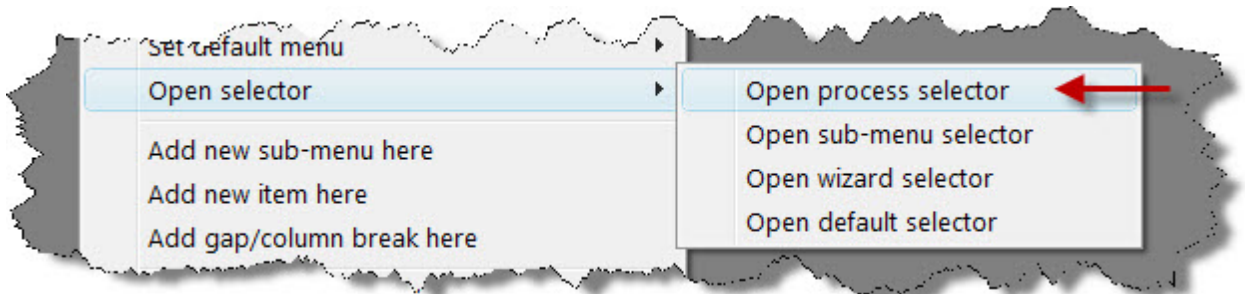 Set default menu
Open selector
Add new sub-menu here
Add new item here
Add gap/column break here
Open process selector
Open sub-menu selector
Open wizard selector
Open default selector